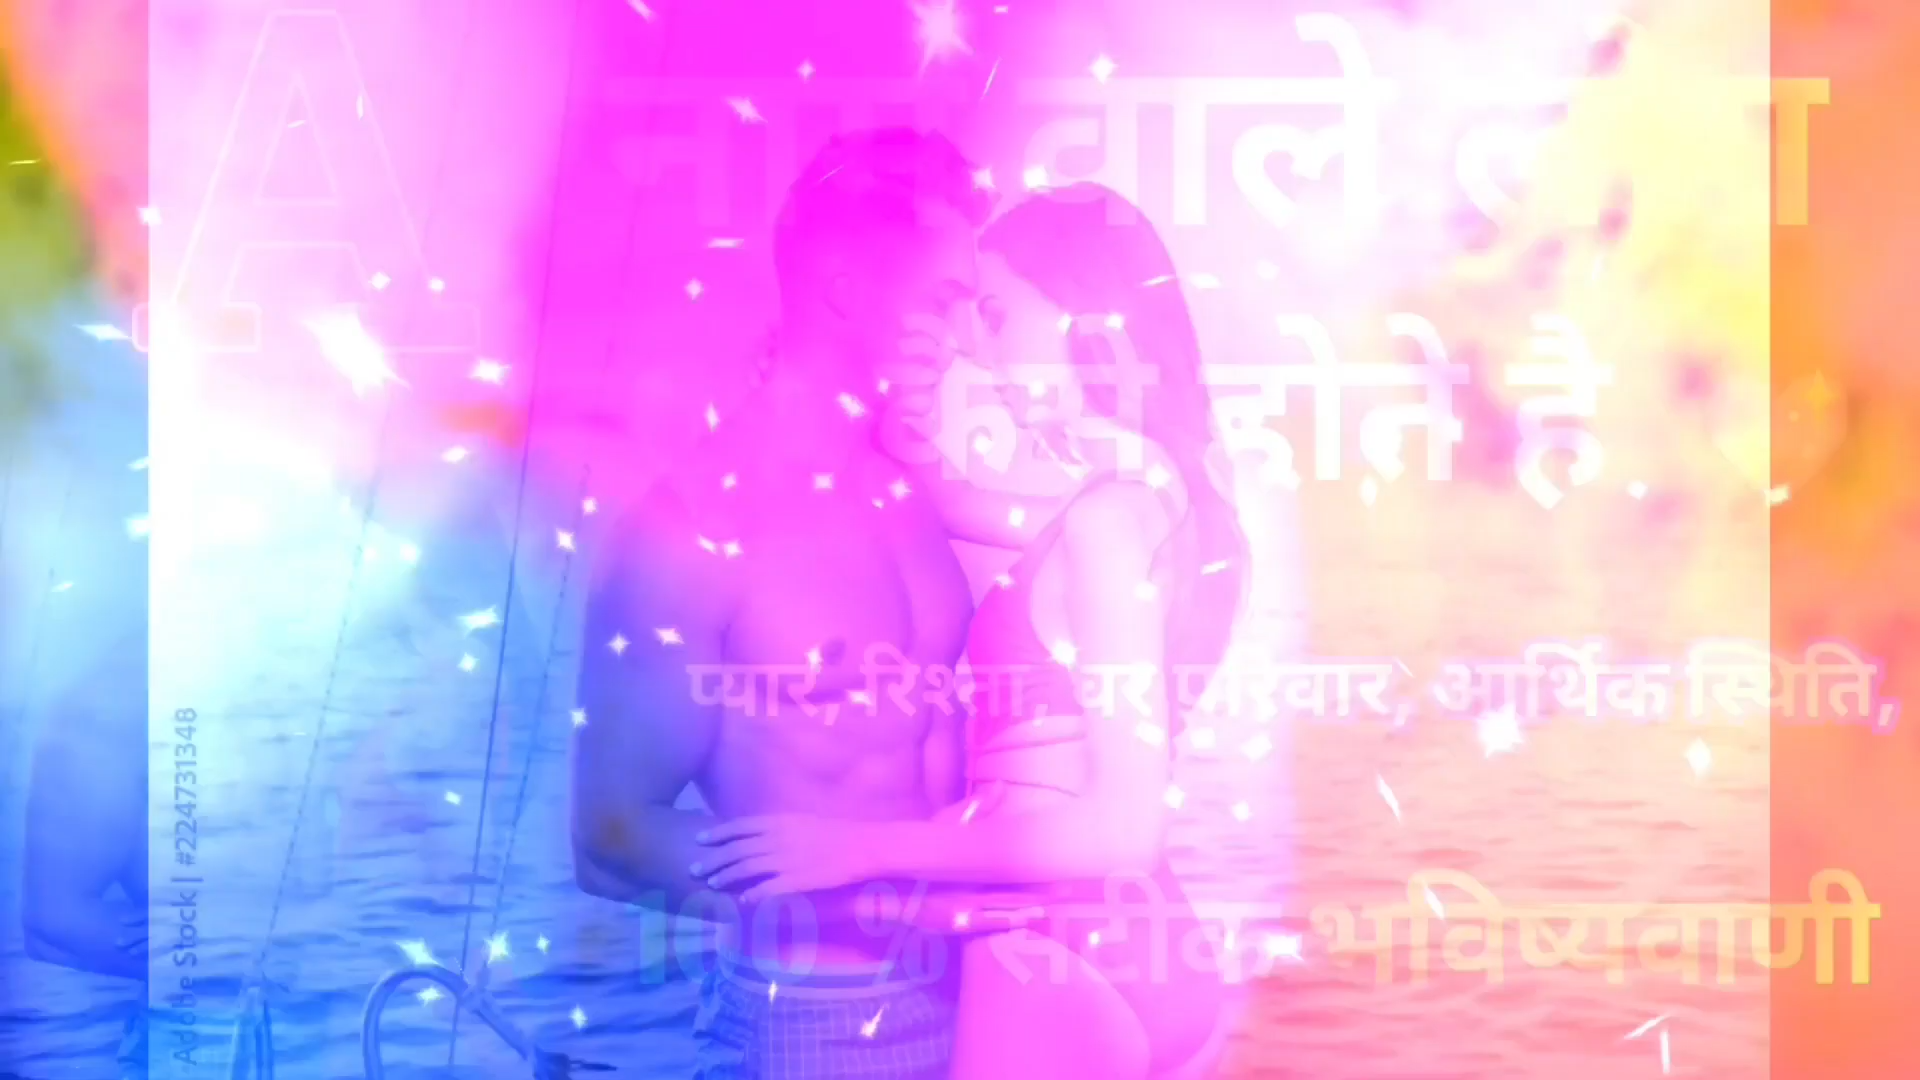 A नाम वाले लोग
कैसे होते है
प्यार, रिश्ता, घर परिवार, आर्थिक स्थिति,
100 % सटीक भविष्यवाणी
Adobe Stock | #224731348